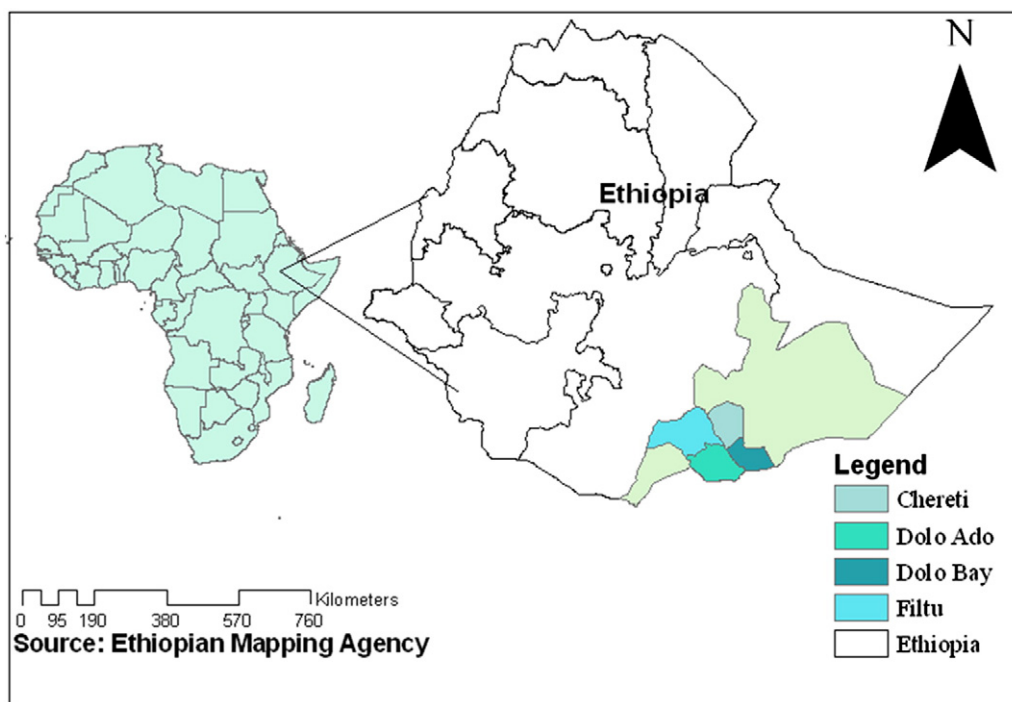 N
Ethiopia
Legend
Chereti
Dolo Ado
Dolo Bay
Filtu
Ethiopia
Kilometers
0 95 190 380 570 760
Source: Ethiopian Mapping Agency